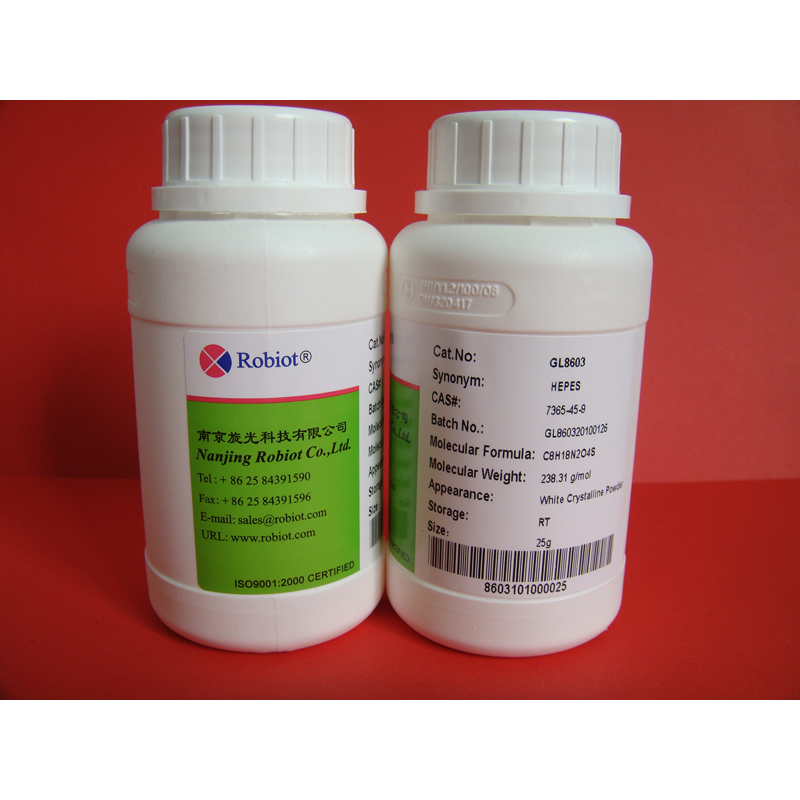 Robiot®
南京旋光科技有限公司
Nanjing Robiot Co.,Ltd.
Tel : + 86 25 84391590
Fax: + 86 25 84391596
E-mail: sales@robiot.com
URL: www.robiot.com
ISO9001:2000 CERTIFIED
Cat.No: GL8603
Synonym: HEPES
CAS#: 7365-45-9
Batch No.: GL860320100126
Molecular Formula: C8H18N2O4S
Molecular Weight: 238.31 g/mol
Appearance: White Crystalline Powder
Storage: RT
Size: 25g
8603101000025